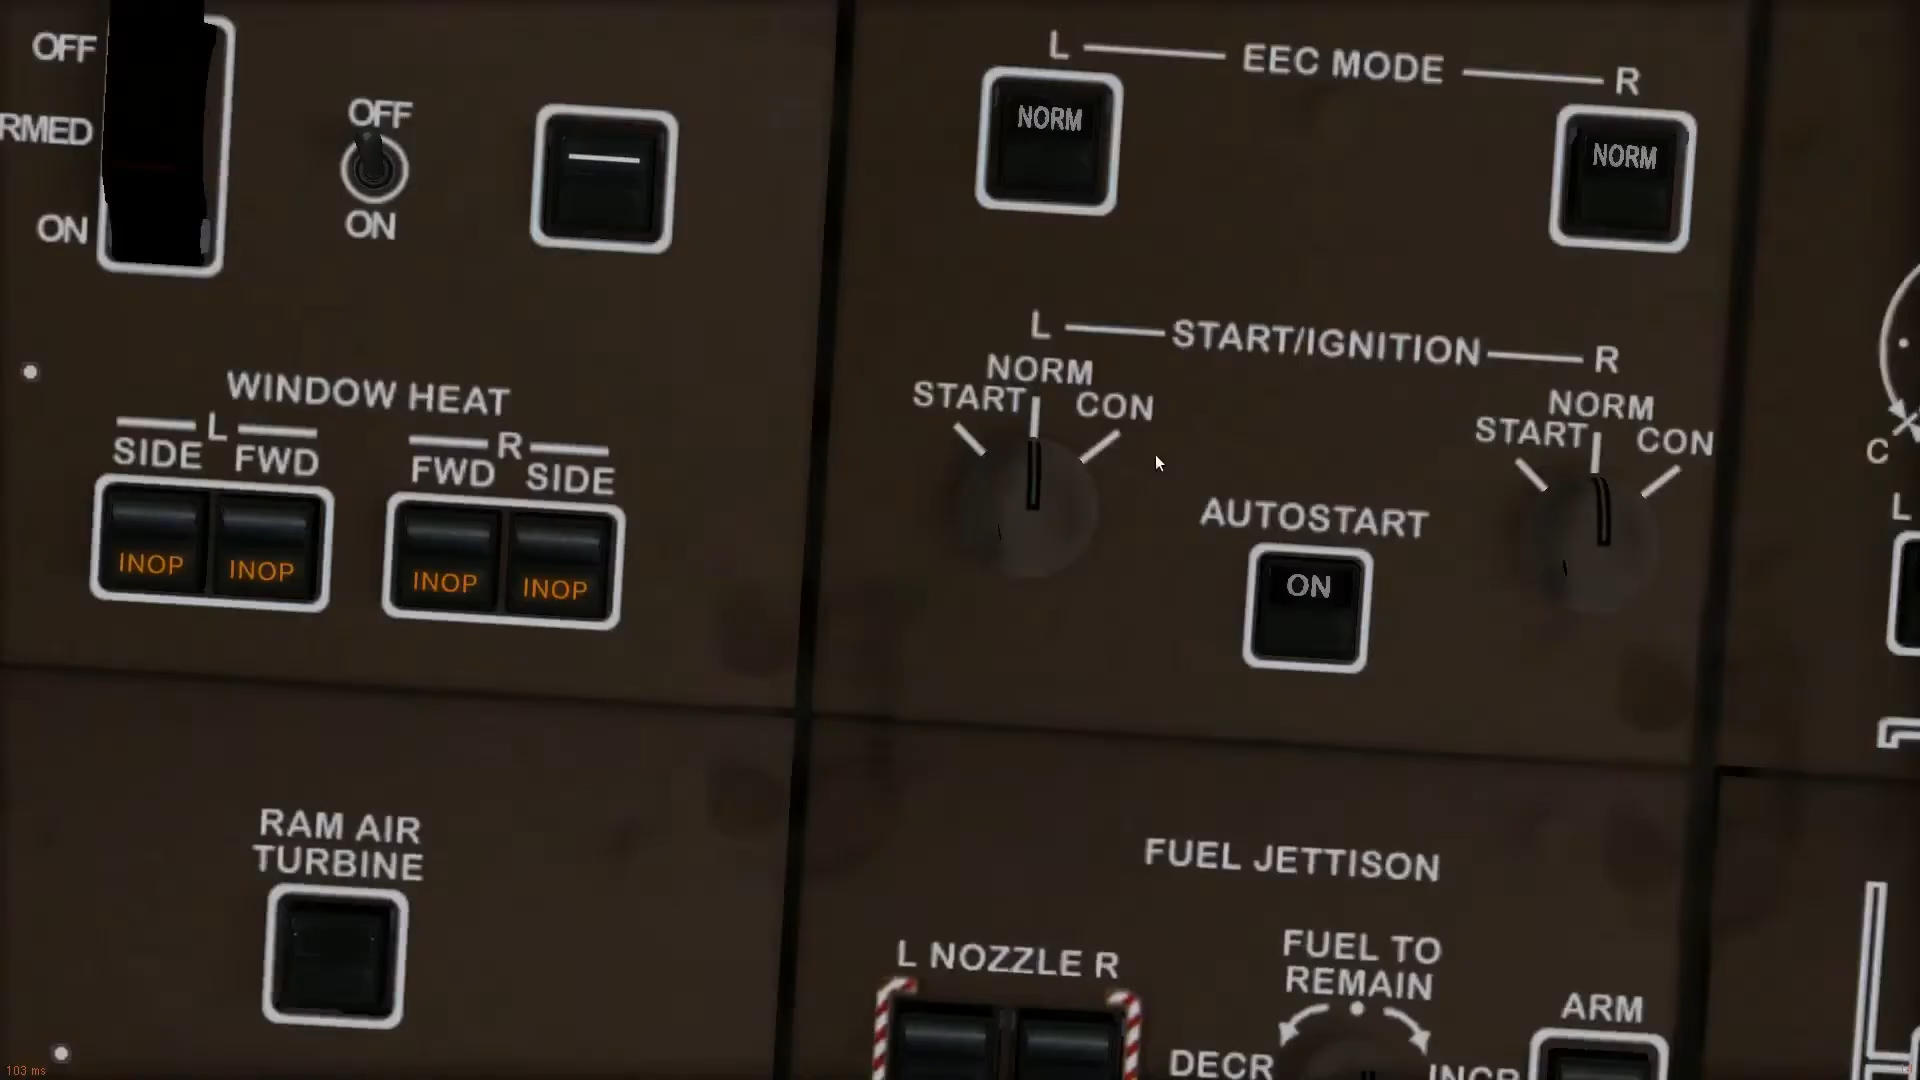 OFF
RMED
ON
OFF
ON
L EEC MODE R
NORM
NORM
L START/IGNITION R
NORM
START CON
NORM
START CON
WINDOW HEAT
L
SIDE FWD
R
FWD SIDE
INOP INOP
INOP INOP
AUTOSTART
ON
C
L
RAM AIR
TURBINE
FUEL JETTISON
L NOZZLE R
FUEL TO
REMAIN
DECR
INCR
ARM
103 ms